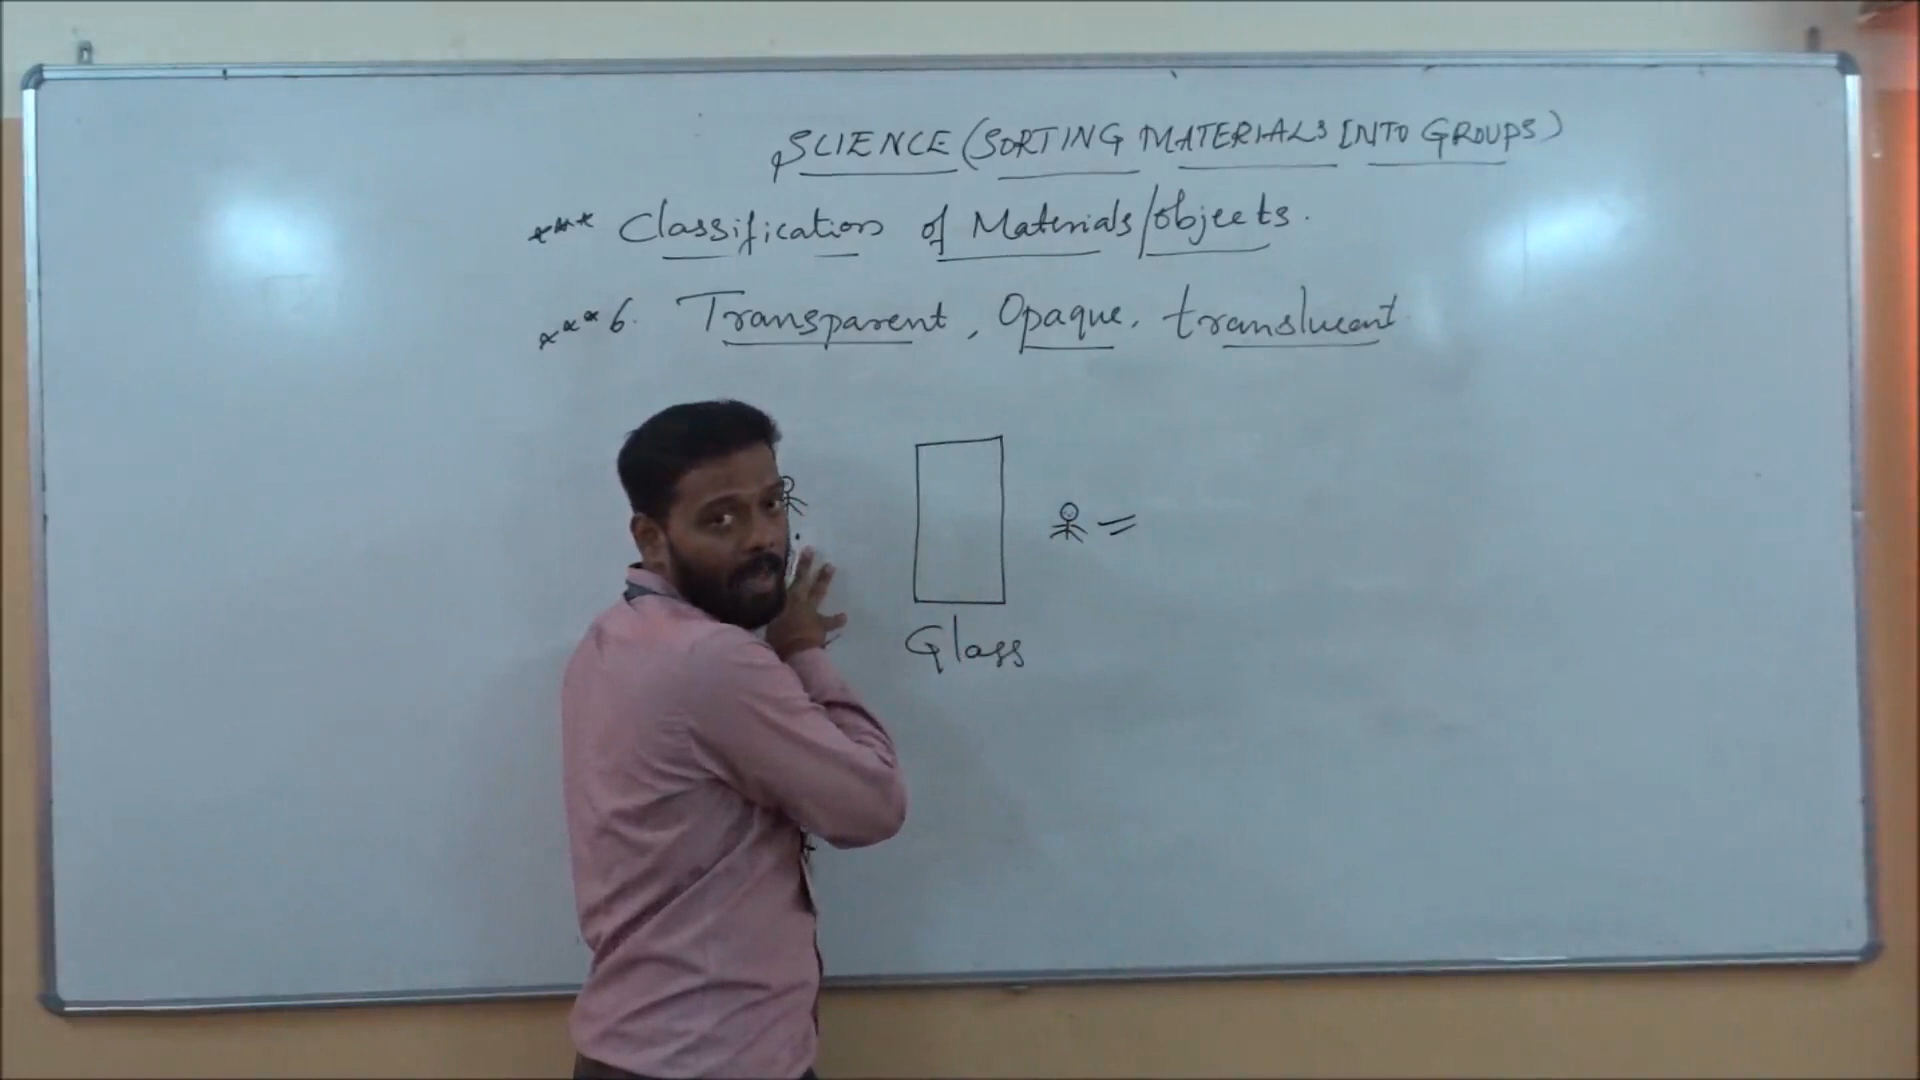 SCIENCE (SORTING MATERIALS INTO GROUPS)
*** Classification of Materials/objects.
*** 6. Transparent, Opaque, translucent
Glass